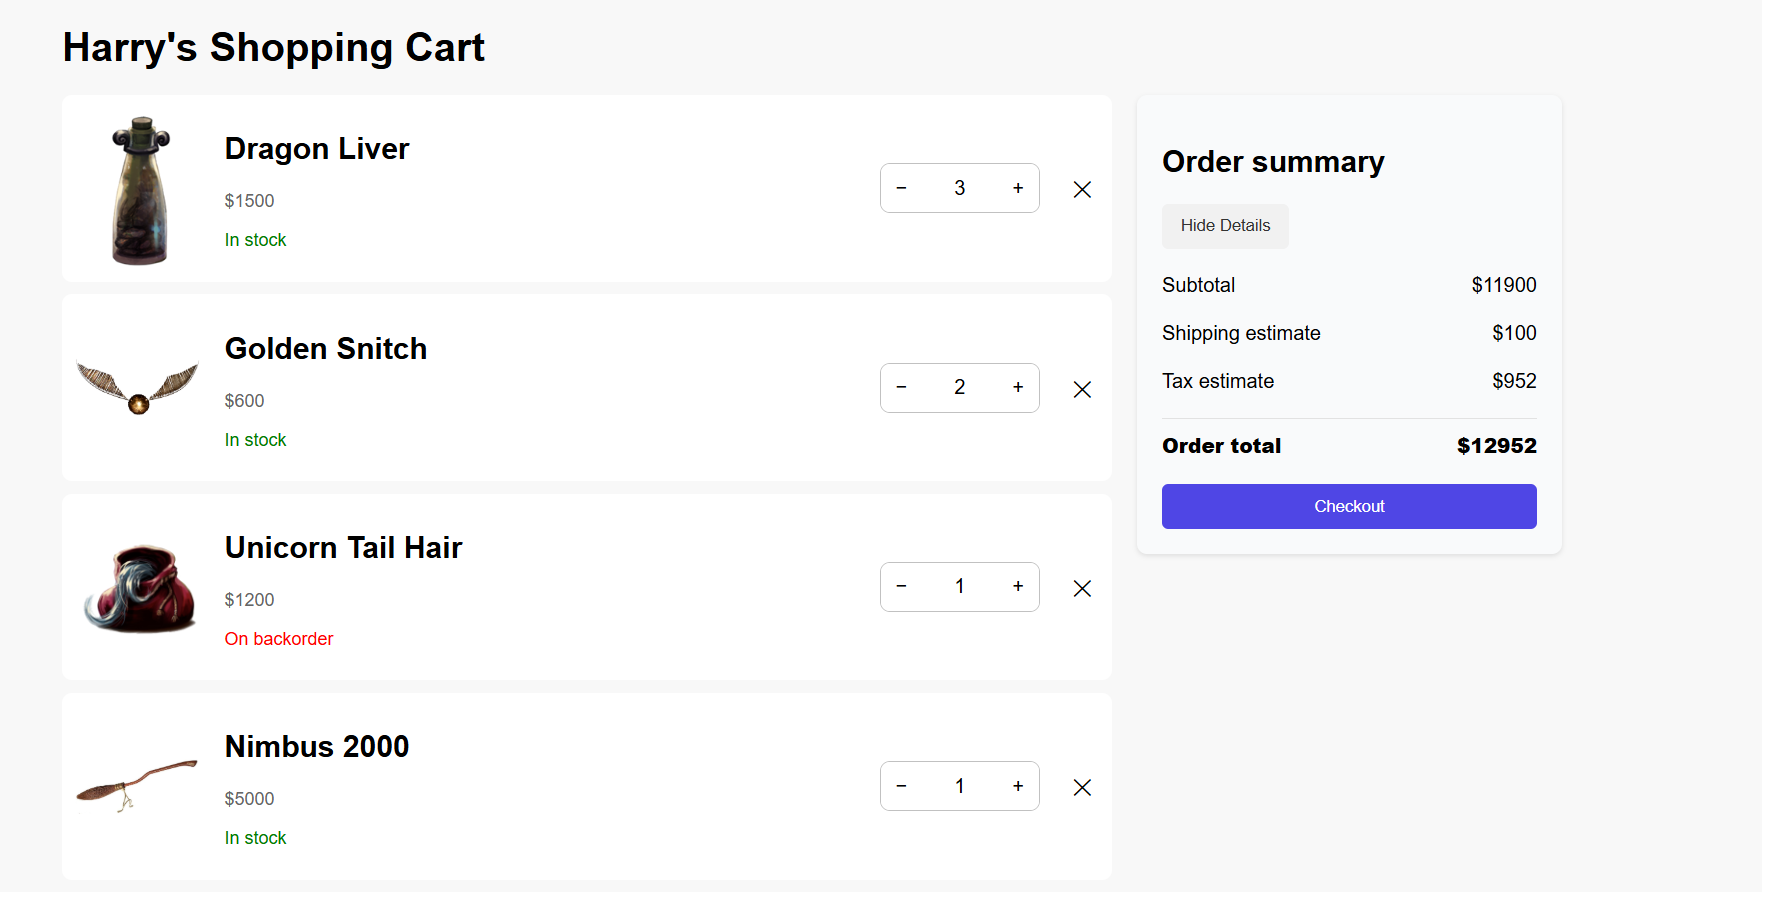 Harry's Shopping Cart
Dragon Liver
$1500
In stock
− 3 +
Golden Snitch
$600
In stock
− 2 +
Unicorn Tail Hair
$1200
On backorder
− 1 +
Nimbus 2000
$5000
In stock
− 1 +
Order summary
Hide Details
Subtotal $11900
Shipping estimate $100
Tax estimate $952
Order total $12952
Checkout